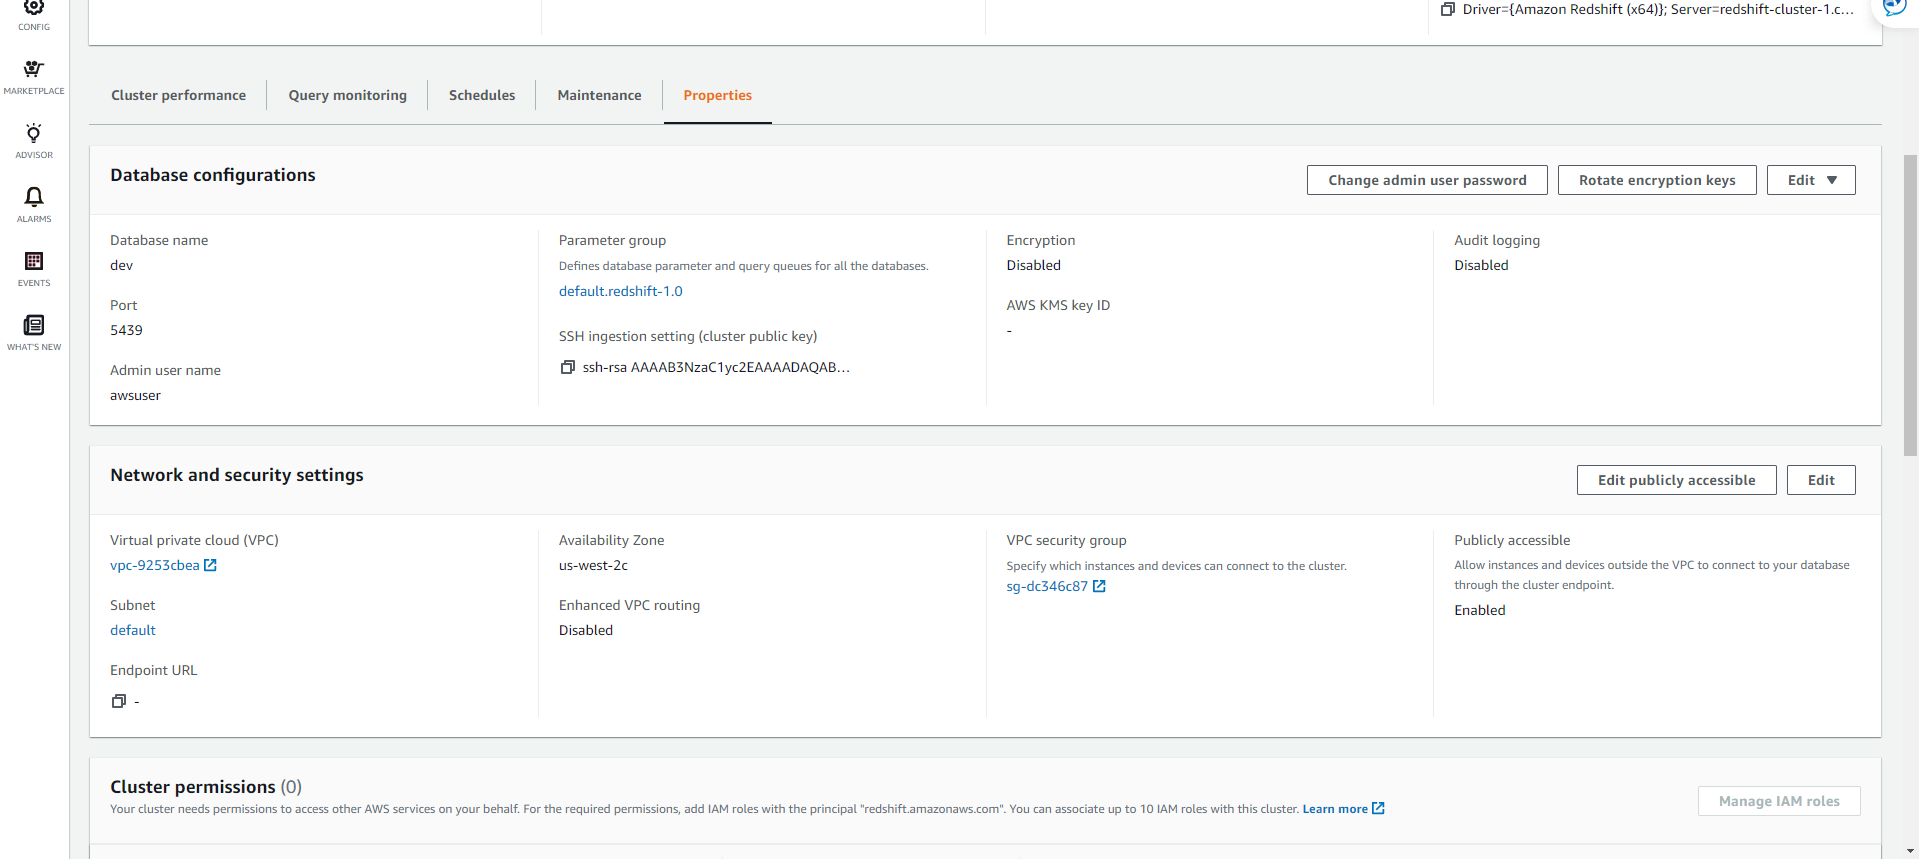 Driver={Amazon Redshift (x64)}; Server=redshift-cluster-1.c...
CONFIG
MARKETPLACE
ADVISOR
ALARMS
EVENTS
WHAT'S NEW
Cluster performance
Query monitoring
Schedules
Maintenance
Properties
Database configurations
Change admin user password
Rotate encryption keys
Edit
Database name
dev
Port
5439
Admin user name
awsuser
Parameter group
Defines database parameter and query queues for all the databases.
default.redshift-1.0
SSH ingestion setting (cluster public key)
ssh-rsa AAAAB3NzaC1yc2EAAAADAQAB...
Encryption
Disabled
AWS KMS key ID
-
Audit logging
Disabled
Network and security settings
Edit publicly accessible
Edit
Virtual private cloud (VPC)
vpc-9253cbea
Subnet
default
Endpoint URL
-
Availability Zone
us-west-2c
Enhanced VPC routing
Disabled
VPC security group
Specify which instances and devices can connect to the cluster.
sg-dc346c87
Publicly accessible
Allow instances and devices outside the VPC to connect to your database
through the cluster endpoint.
Enabled
Cluster permissions (0)
Your cluster needs permissions to access other AWS services on your behalf. For the required permissions, add IAM roles with the principal "redshift.amazonaws.com". You can associate up to 10 IAM roles with this cluster. Learn more
Manage IAM roles